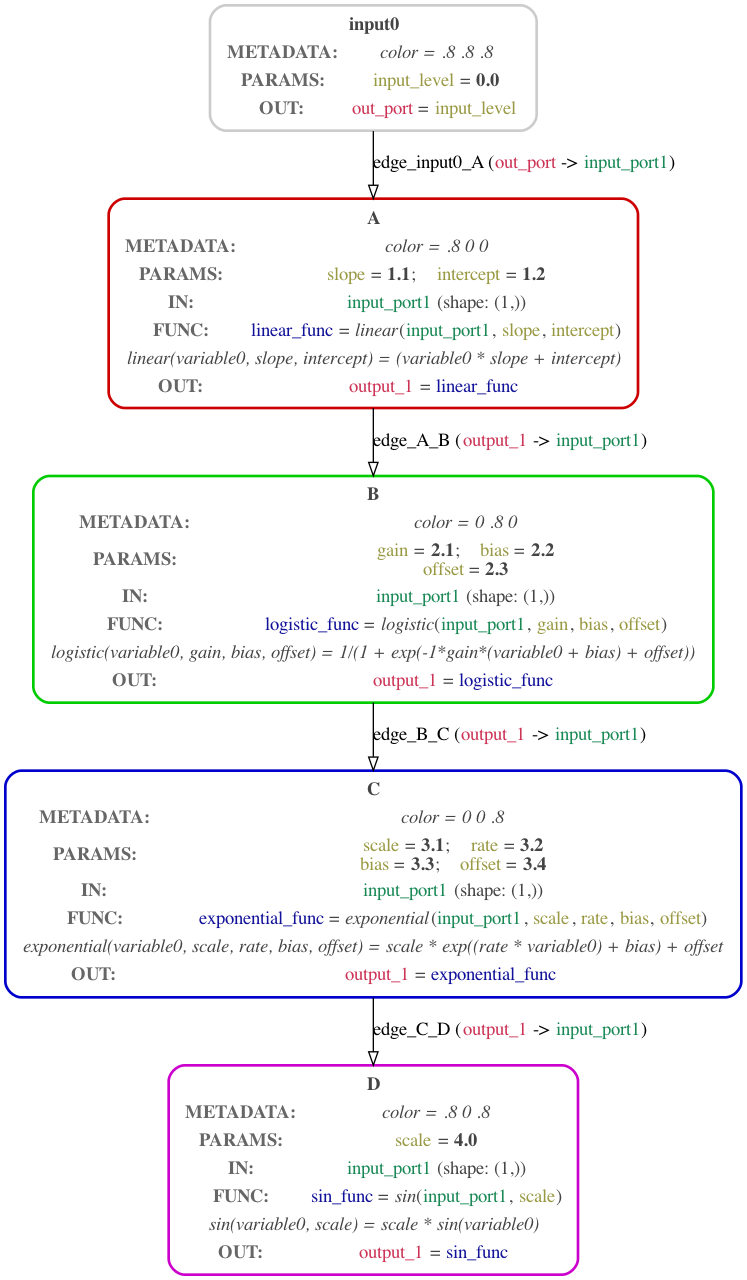 input0
METADATA: color = .8 .8 .8
PARAMS: input_level = 0.0
OUT: out_port = input_level
edge_input0_A (out_port -> input_port1)
A
METADATA: color = .8 0 0
PARAMS: slope = 1.1; intercept = 1.2
IN: input_port1 (shape: (1,))
FUNC: linear_func = linear(input_port1, slope, intercept)
linear(variable0, slope, intercept) = (variable0 * slope + intercept)
OUT: output_1 = linear_func
edge_A_B (output_1 -> input_port1)
B
METADATA: color = 0 .8 0
PARAMS: gain = 2.1; bias = 2.2
offset = 2.3
IN: input_port1 (shape: (1,))
FUNC: logistic_func = logistic(input_port1, gain, bias, offset)
logistic(variable0, gain, bias, offset) = 1/(1 + exp(-1*gain*(variable0 + bias) + offset))
OUT: output_1 = logistic_func
edge_B_C (output_1 -> input_port1)
C
METADATA: color = 0 0 .8
PARAMS: scale = 3.1; rate = 3.2
bias = 3.3; offset = 3.4
IN: input_port1 (shape: (1,))
FUNC: exponential_func = exponential(input_port1, scale, rate, bias, offset)
exponential(variable0, scale, rate, bias, offset) = scale * exp((rate * variable0) + bias) + offset
OUT: output_1 = exponential_func
edge_C_D (output_1 -> input_port1)
D
METADATA: color = .8 0 .8
PARAMS: scale = 4.0
IN: input_port1 (shape: (1,))
FUNC: sin_func = sin(input_port1, scale)
sin(variable0, scale) = scale * sin(variable0)
OUT: output_1 = sin_func